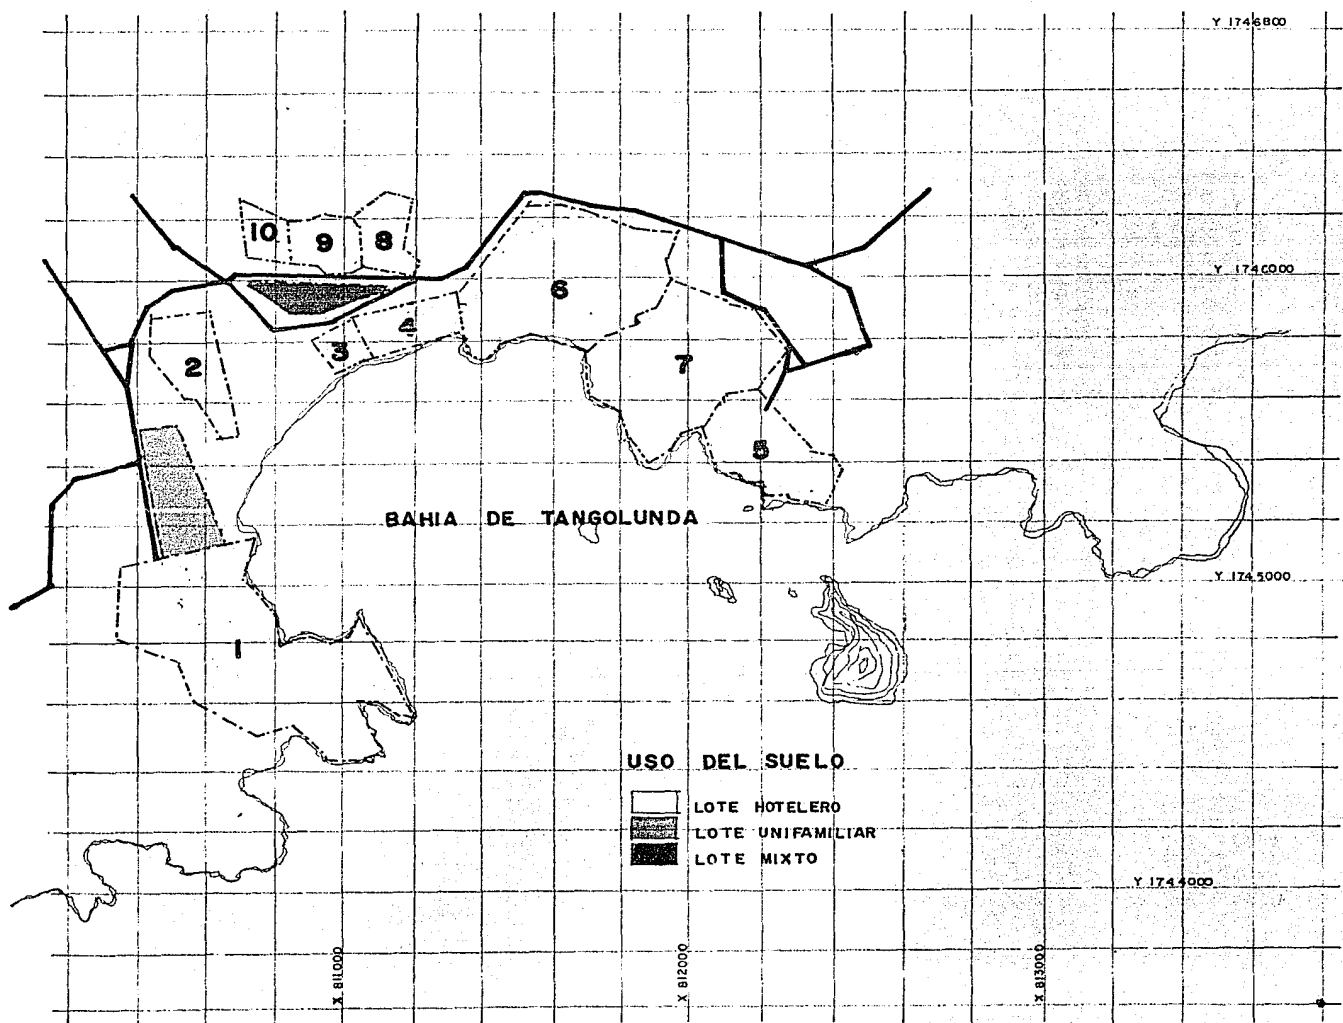 Y 1746800
10
9
8
Y 1746000
6
4
3
2
7
5
BAHIA DE TANGOLUNDA
Y 1745000
1
USO DEL SUELO
LOTE HOTELERO
LOTE UNIFAMILIAR
LOTE MIXTO
Y 1744000
X 811000
X 812000
X 813000